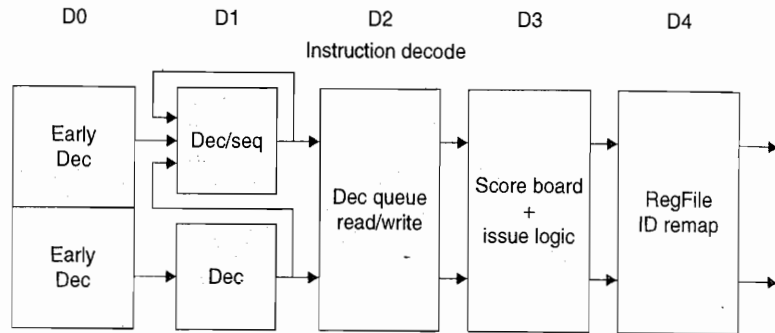 D0 D1 D2 D3 D4
Instruction decode
Early
Dec
Dec/seq
Dec queue
read/write
Score board
+
issue logic
RegFile
ID remap
Early
Dec
Dec